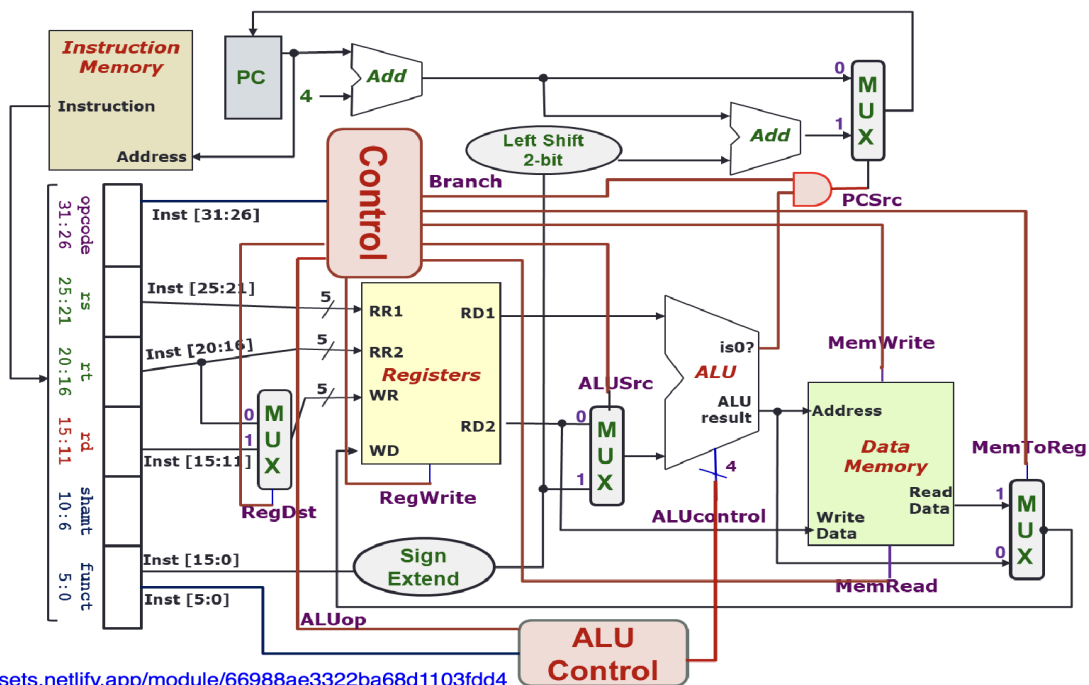 Instruction
Memory
Instruction
Address
PC
4
Add
Left Shift
2-bit
Add
0
1
M
U
X
PCSrc
Control
Branch
opcode
31:26
rs
25:21
rt
20:16
rd
15:11
shamt
10:6
funct
5:0
Inst [31:26]
Inst [25:21]
Inst [20:16]
Inst [15:11]
Inst [15:0]
Inst [5:0]
5
5
5
0
1
M
U
X
RegDst
RR1
RR2
WR
WD
RD1
RD2
Registers
RegWrite
Sign
Extend
ALUSrc
0
1
M
U
X
is0?
ALU
ALU
result
4
ALUcontrol
MemWrite
Address
Data
Memory
Read
Data
Write
Data
MemRead
MemToReg
1
0
M
U
X
ALUop
ALU
Control
sets.netlify.app/module/66988ae3322ba68d1103fdd4